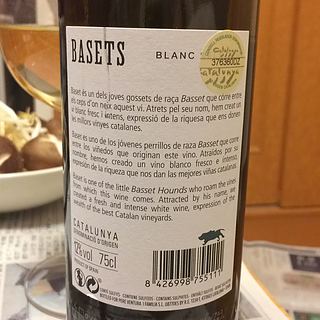 BASETS
BLANC
Catalunya
3763600Z
Catalunya
Baset és un dels joves gossets de raça Basset que corre entre
els ceps d'on neix aquest vi. Atrets pel seu nom, hem creat un
vi blanc fresc i intens, expressió de la riquesa que ens donen
les millors vinyes catalanes.
Baset es uno de los jóvenes perrillos de raza Basset que corre
entre los viñedos que originan este vino. Atraídos por su
nombre, hemos creado un vino blanco fresco e intenso,
expresión de la riqueza que nos dan las mejores viñas catalanas.
Baset is one of the little Basset Hounds who roam the vines
from which this wine comes. Attracted by his name, we
created a fresh and intense white wine, expression of the
wealth of the best Catalan vineyards.
CATALUNYA
DENOMINACIÓ D'ORIGEN
12%vol 75cl
PRODUCT OF SPAIN
8 426998 755111